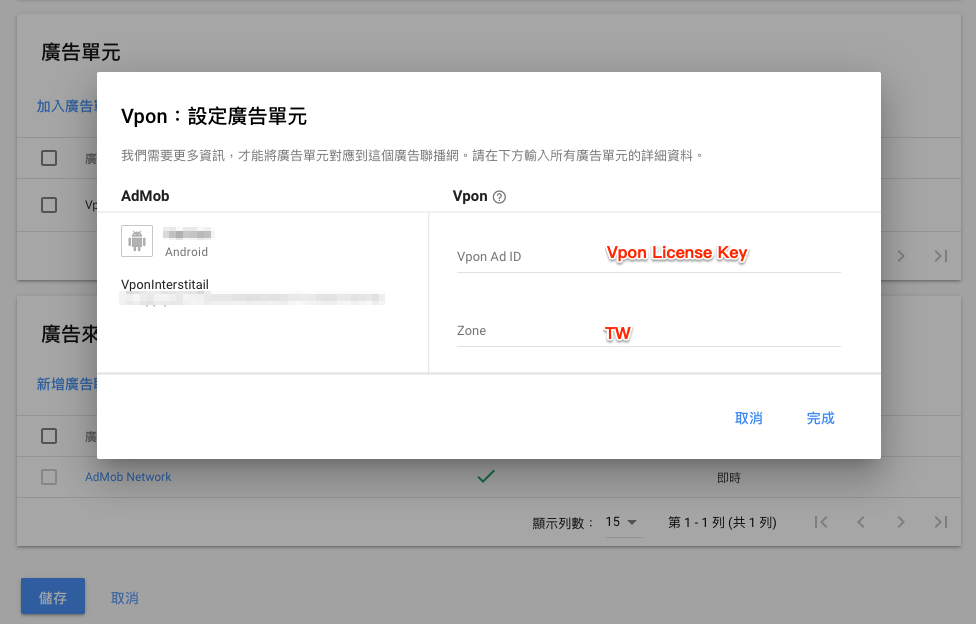 廣告單元
加入廣告
Vpon：設定廣告單元
我們需要更多資訊，才能將廣告單元對應到這個廣告聯播網。請在下方輸入所有廣告單元的詳細資料。
廣
AdMob
Vpon
Vp
Android
Vpon Ad ID
Vpon License Key
VponInterstitail
廣告來
Zone
TW
新增廣告
取消
完成
廣
AdMob Network
即時
顯示列數：
15
第 1 - 1 列 (共 1 列)
儲存
取消